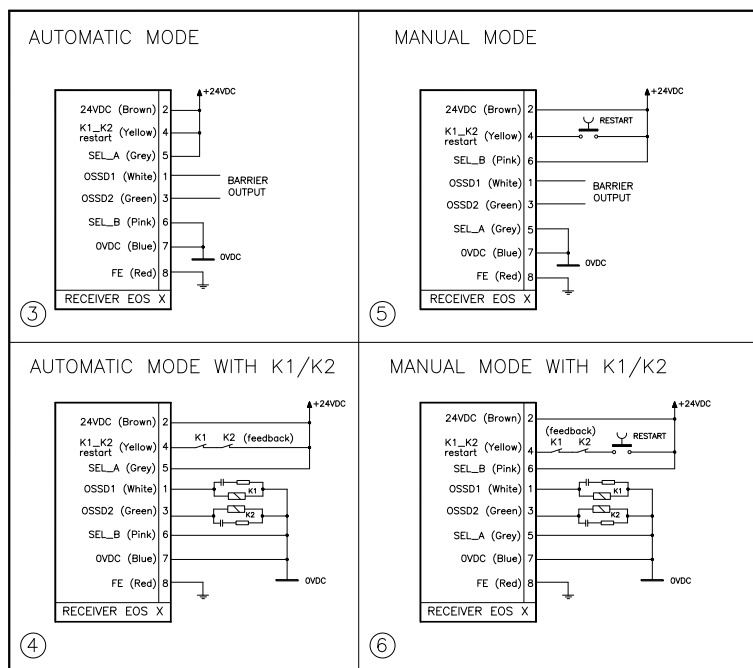 AUTOMATIC MODE
+24VDC
24VDC (Brown) 2
K1_K2 restart (Yellow) 4
SEL_A (Grey) 5
OSSD1 (White) 1
OSSD2 (Green) 3
BARRIER OUTPUT
SEL_B (Pink) 6
0VDC (Blue) 7
0VDC
FE (Red) 8
RECEIVER EOS X
3
MANUAL MODE
+24VDC
24VDC (Brown) 2
K1_K2 restart (Yellow) 4
RESTART
SEL_B (Pink) 6
OSSD1 (White) 1
OSSD2 (Green) 3
BARRIER OUTPUT
SEL_A (Grey) 5
0VDC (Blue) 7
0VDC
FE (Red) 8
RECEIVER EOS X
5
AUTOMATIC MODE WITH K1/K2
+24VDC
24VDC (Brown) 2
K1_K2 restart (Yellow) 4
K1 K2 (feedback)
SEL_A (Grey) 5
OSSD1 (White) 1
K1
OSSD2 (Green) 3
K2
SEL_B (Pink) 6
0VDC (Blue) 7
0VDC
FE (Red) 8
RECEIVER EOS X
4
MANUAL MODE WITH K1/K2
+24VDC
24VDC (Brown) 2
(feedback)
K1_K2 restart (Yellow) 4
K1 K2
RESTART
SEL_B (Pink) 6
OSSD1 (White) 1
K1
OSSD2 (Green) 3
K2
SEL_A (Grey) 5
0VDC (Blue) 7
0VDC
FE (Red) 8
RECEIVER EOS X
6